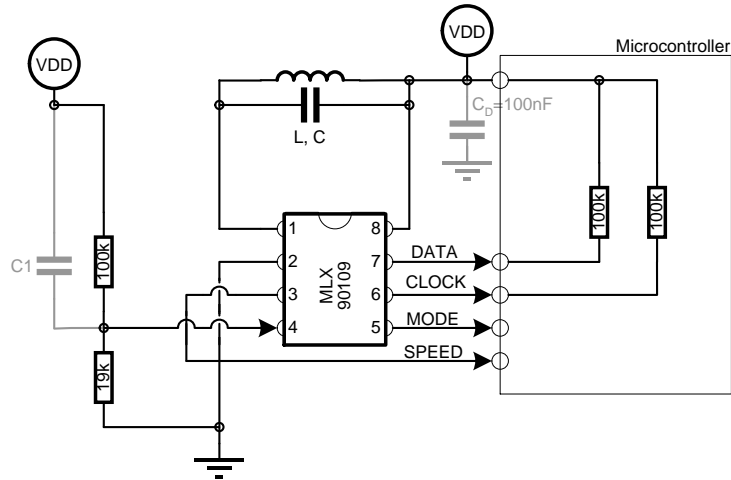 VDD
Microcontroller
VDD
C_D=100nF
L, C
100k
100k
1
8
C1
100k
2
7
DATA
MLX
90109
3
6
CLOCK
4
5
MODE
SPEED
19k